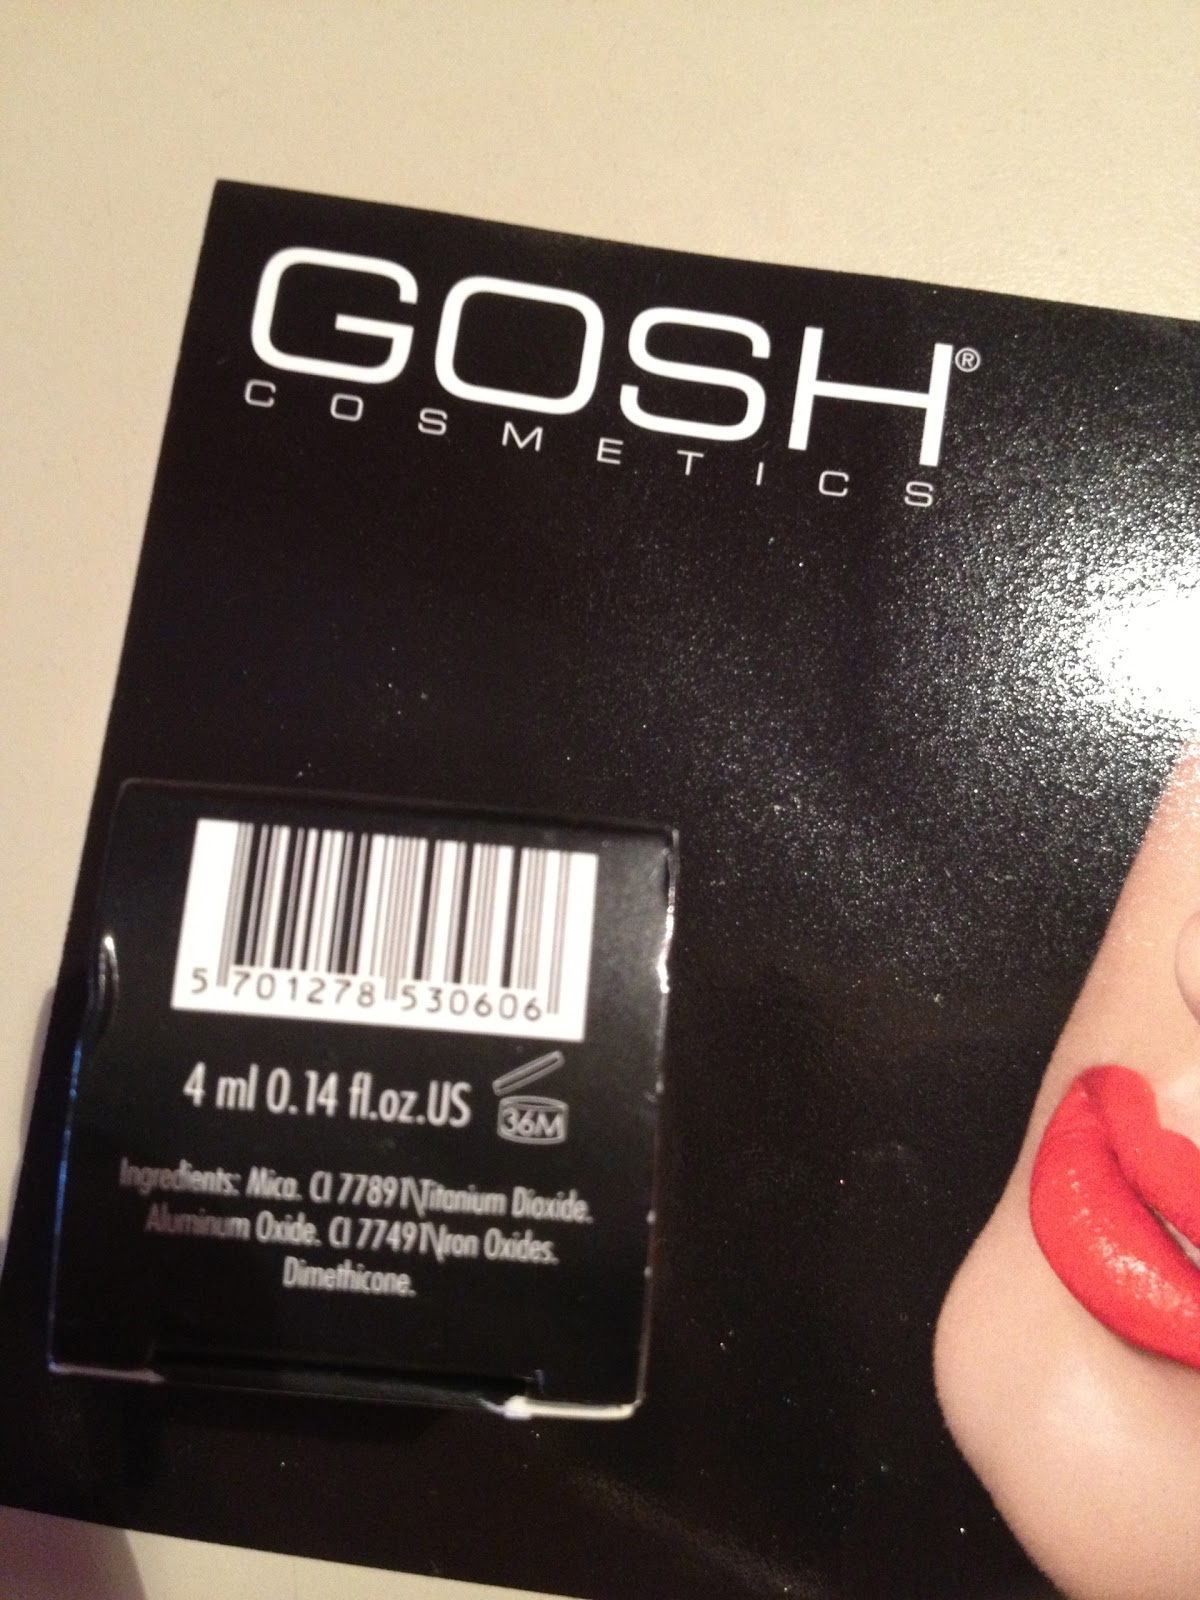 GOSH®
COSMETICS
5 701278 530606
4 ml 0.14 fl.oz.US
36M
Ingredients: Mica. CI 77891\Titanium Dioxide.
Aluminum Oxide. CI 77491\Iron Oxides.
Dimethicone.